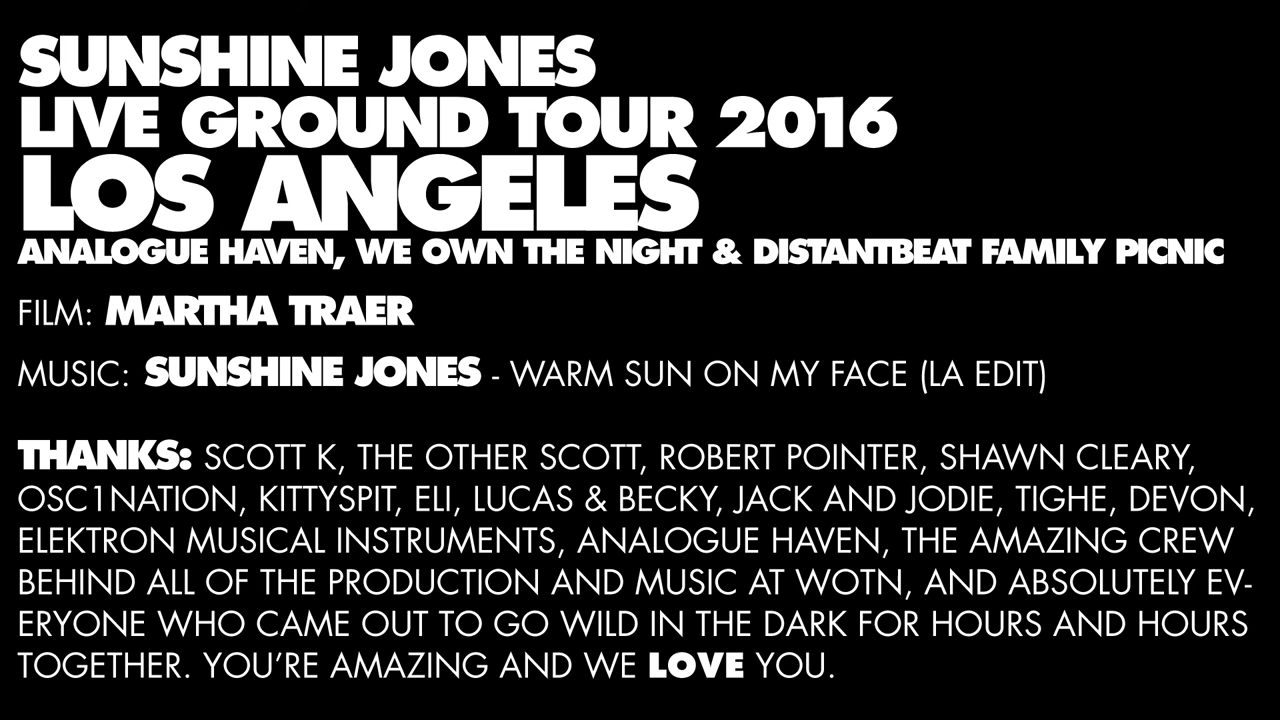 SUNSHINE JONES
LIVE GROUND TOUR 2016
LOS ANGELES
ANALOGUE HAVEN, WE OWN THE NIGHT & DISTANTBEAT FAMILY PICNIC
FILM: MARTHA TRAER
MUSIC: SUNSHINE JONES - WARM SUN ON MY FACE (LA EDIT)
THANKS: SCOTT K, THE OTHER SCOTT, ROBERT POINTER, SHAWN CLEARY,
OSC1NATION, KITTYSPIT, ELI, LUCAS & BECKY, JACK AND JODIE, TIGHE, DEVON,
ELEKTRON MUSICAL INSTRUMENTS, ANALOGUE HAVEN, THE AMAZING CREW
BEHIND ALL OF THE PRODUCTION AND MUSIC AT WOTN, AND ABSOLUTELY EV-
ERYONE WHO CAME OUT TO GO WILD IN THE DARK FOR HOURS AND HOURS
TOGETHER. YOU'RE AMAZING AND WE LOVE YOU.